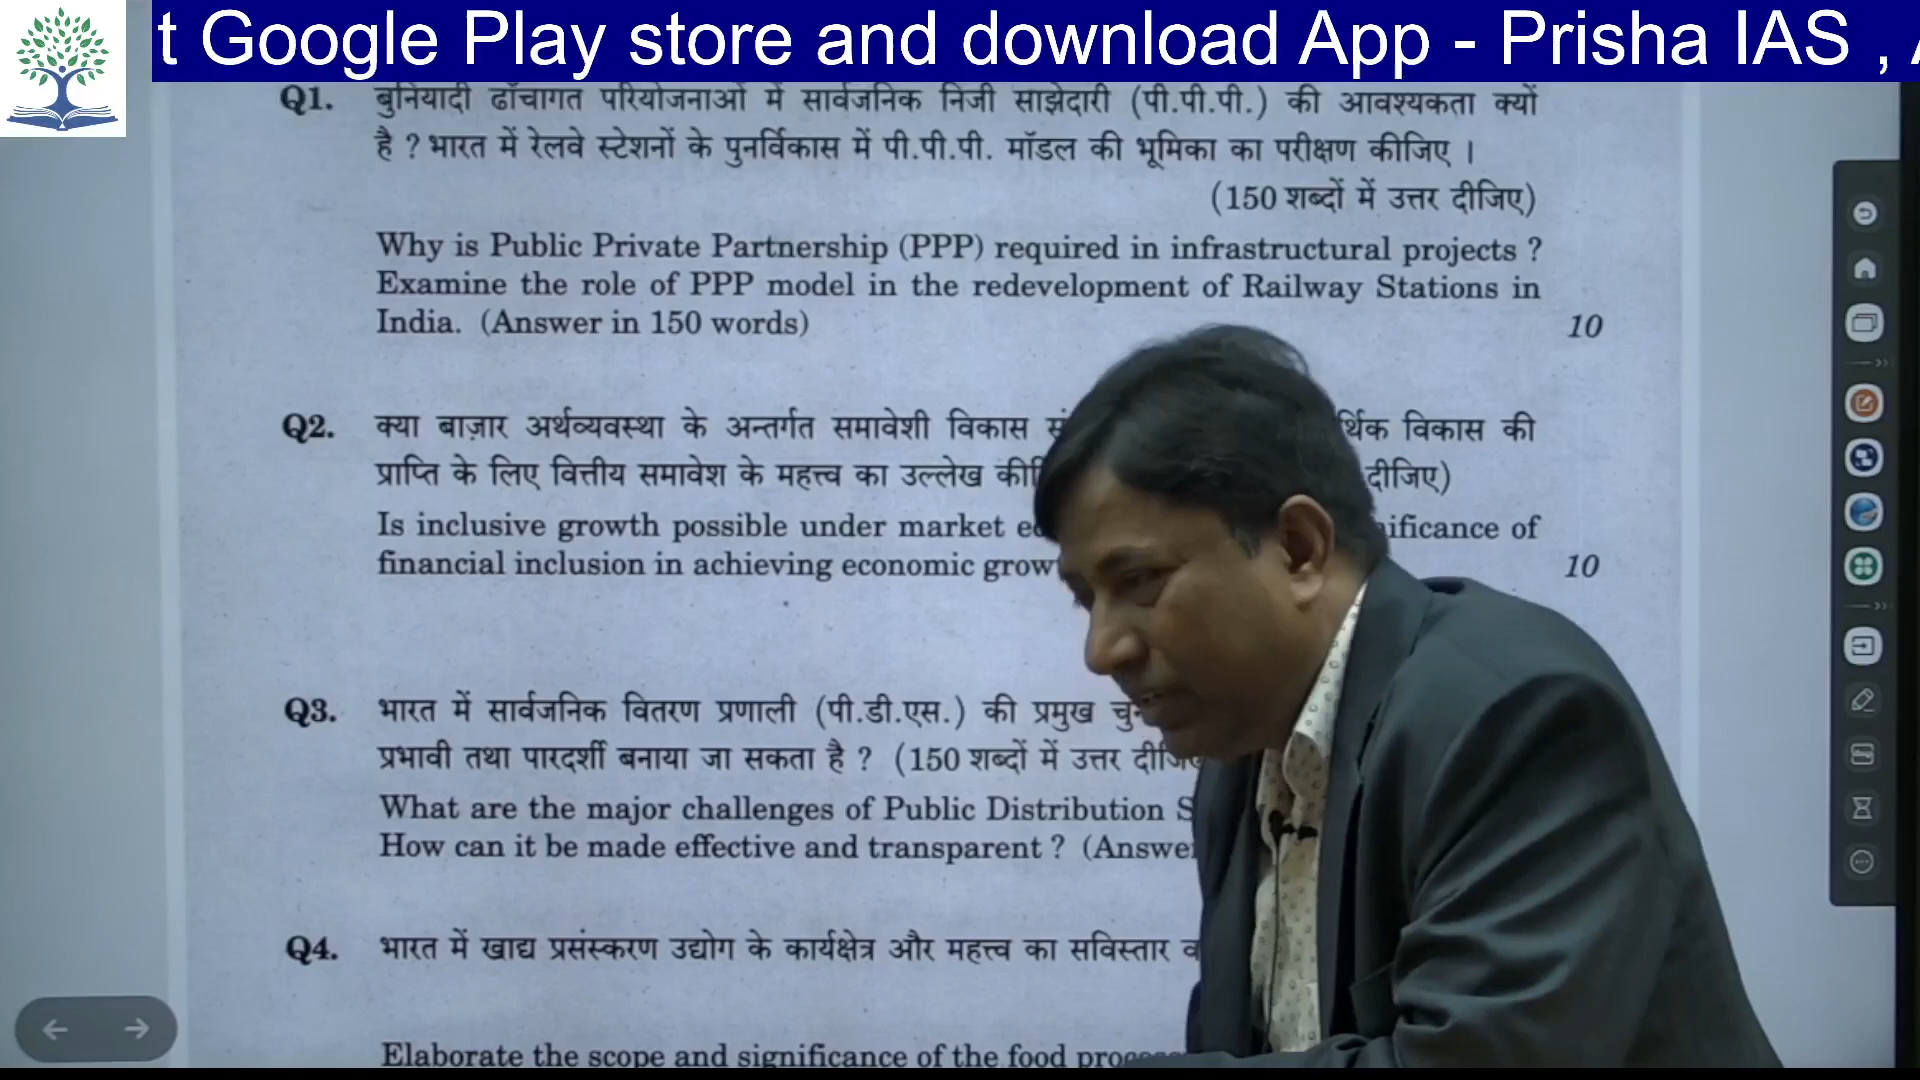 t Google Play store and download App - Prisha IAS ,
Q1. बुनियादी ढाँचागत परियोजनाओं में सार्वजनिक निजी साझेदारी (पी.पी.पी.) की आवश्यकता क्यों
है ? भारत में रेलवे स्टेशनों के पुनर्विकास में पी.पी.पी. मॉडल की भूमिका का परीक्षण कीजिए ।
(150 शब्दों में उत्तर दीजिए)
Why is Public Private Partnership (PPP) required in infrastructural projects ?
Examine the role of PPP model in the redevelopment of Railway Stations in
India. (Answer in 150 words) 10
Q2. क्या बाज़ार अर्थव्यवस्था के अन्तर्गत समावेशी विकास विकास की
प्राप्ति के लिए वित्तीय समावेश के महत्त्व का उल्लेख दीजिए)
Is inclusive growth possible under market of
financial inclusion in achieving economic 10
Q3. भारत में सार्वजनिक वितरण प्रणाली (पी.डी.एस.) की प्रमुख
प्रभावी तथा पारदर्शी बनाया जा सकता है ? (150 शब्दों में उत्तर
What are the major challenges of Public Distribution
How can it be made effective and transparent ?
Q4. भारत में खाद्य प्रसंस्करण उद्योग के कार्यक्षेत्र और महत्त्व का सविस्तार
Elaborate the scope and significance of the food